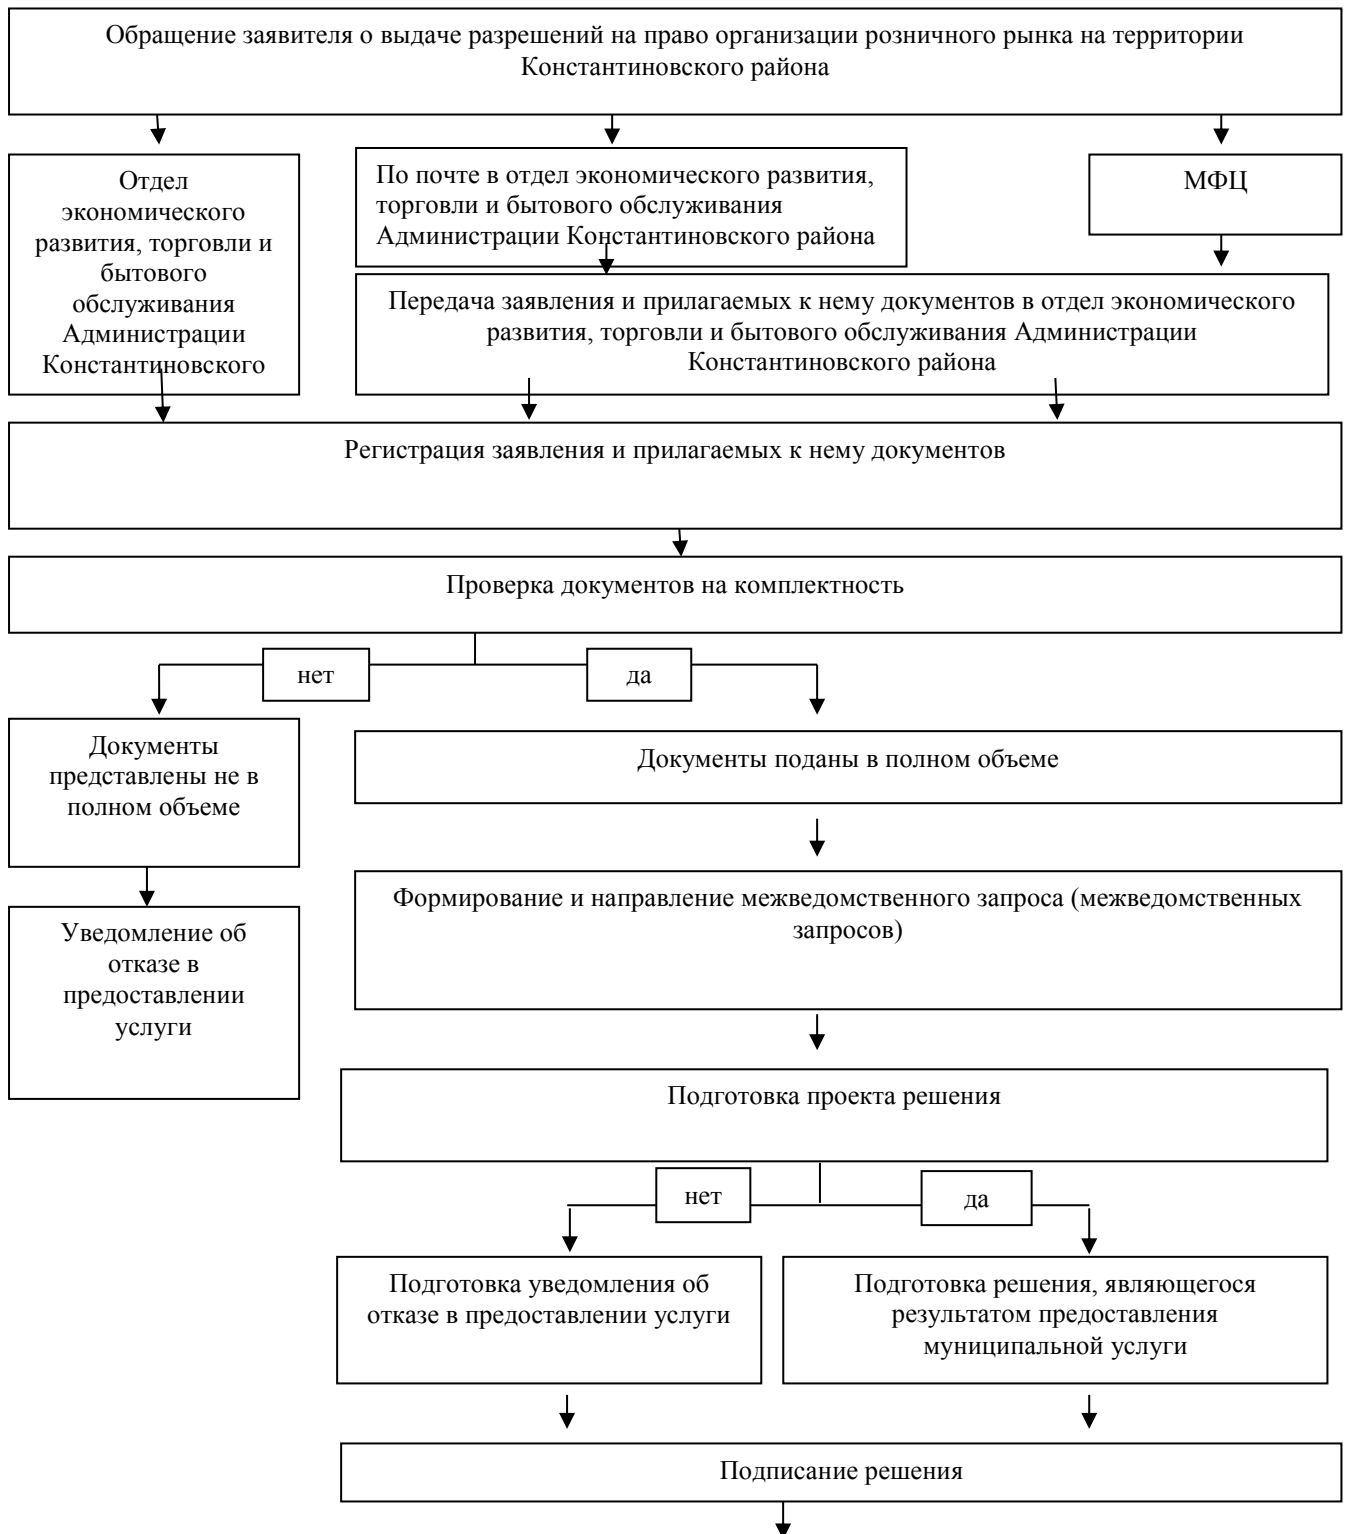 Обращение заявителя о выдаче разрешений на право организации розничного рынка на территории
Константиновского района
Отдел
экономического
развития, торговли и
бытового
обслуживания
Администрации
Константиновского
По почте в отдел экономического развития,
торговли и бытового обслуживания
Администрации Константиновского района
МФЦ
Передача заявления и прилагаемых к нему документов в отдел экономического
развития, торговли и бытового обслуживания Администрации
Константиновского района
Регистрация заявления и прилагаемых к нему документов
Проверка документов на комплектность
нет
да
Документы
представлены не в
полном объеме
Документы поданы в полном объеме
Уведомление об
отказе в
предоставлении
услуги
Формирование и направление межведомственного запроса (межведомственных
запросов)
Подготовка проекта решения
нет
да
Подготовка уведомления об
отказе в предоставлении услуги
Подготовка решения, являющегося
результатом предоставления
муниципальной услуги
Подписание решения